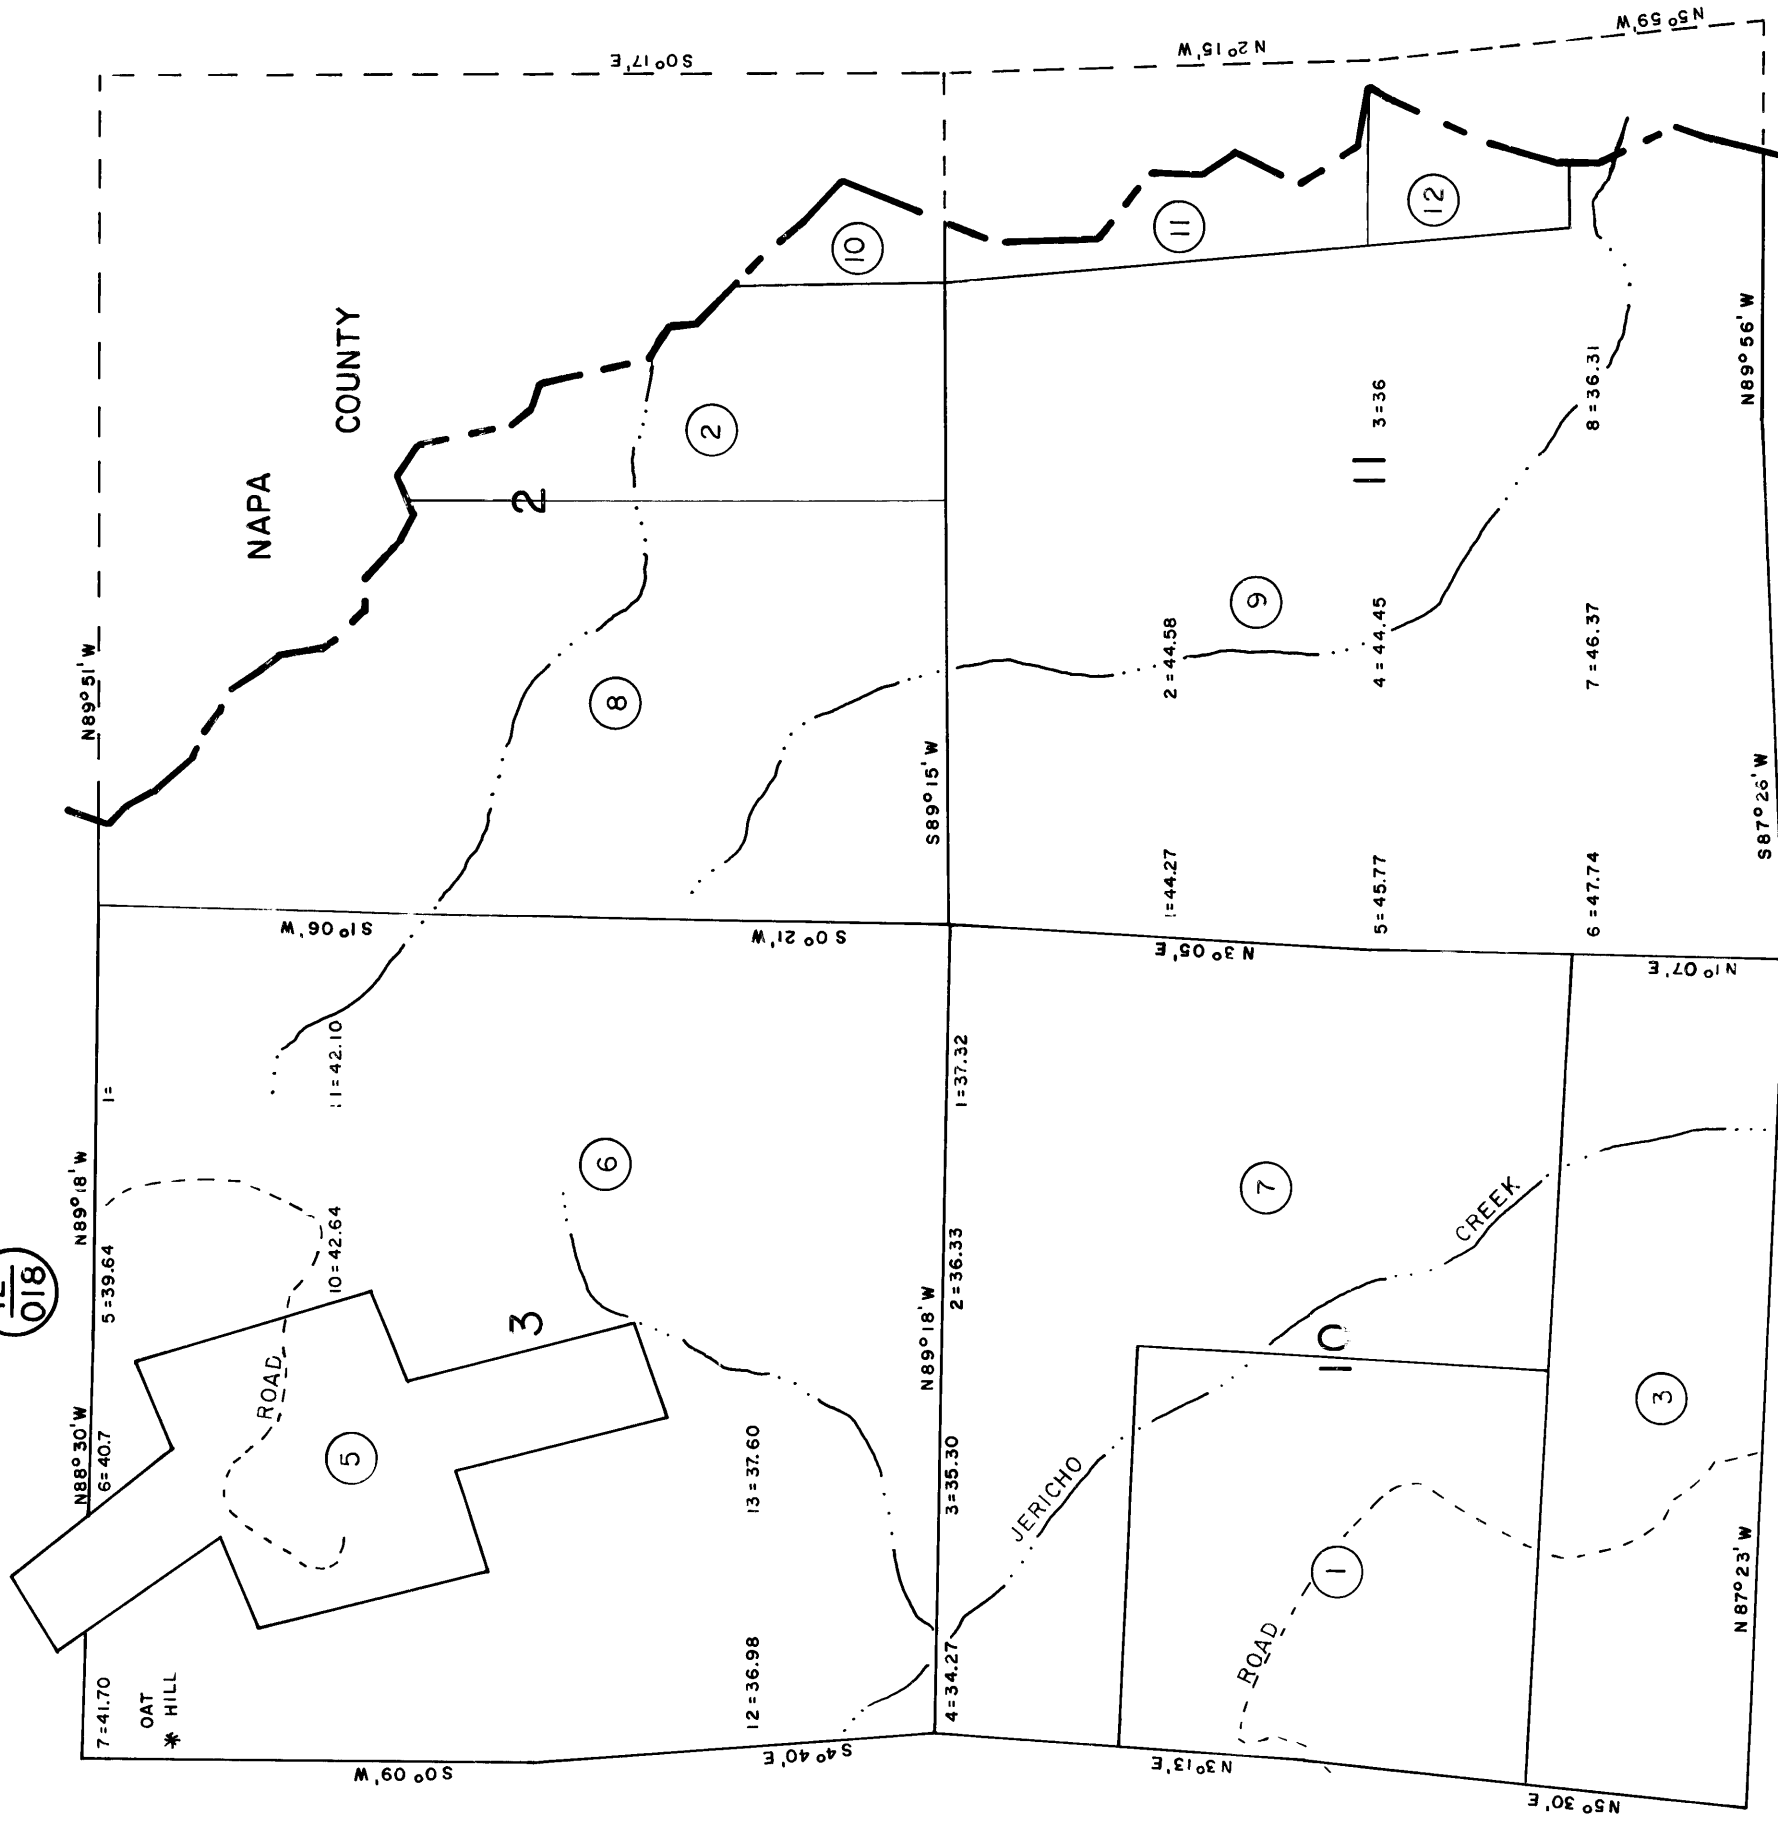 018
N88° 30' W
N89° 18' W
N89° 51' W
7=41.70
6=40.7
5=39.64
1=
OAT
* HILL
ROAD
5
10=42.64
11=42.10
3
6
12=36.98
13=37.60
S0° 09' W
S4° 40' E
S1° 06' W
S0° 21' W
NAPA
COUNTY
2
8
2
10
S0° 17' E
N89° 18' W
S89° 15' W
4=34.27
3=35.30
2=36.33
1=37.32
JERICHO
CREEK
7
10
ROAD
1
3
N3° 13' E
N5° 30' E
N87° 23' W
N3° 05' E
N1° 07' E
1=44.27
2=44.58
9
11
5=45.77
4=44.45
11
3=36
12
6=47.74
7=46.37
8=36.31
S87° 26' W
N89° 56' W
N2° 15' W
N5° 59' W